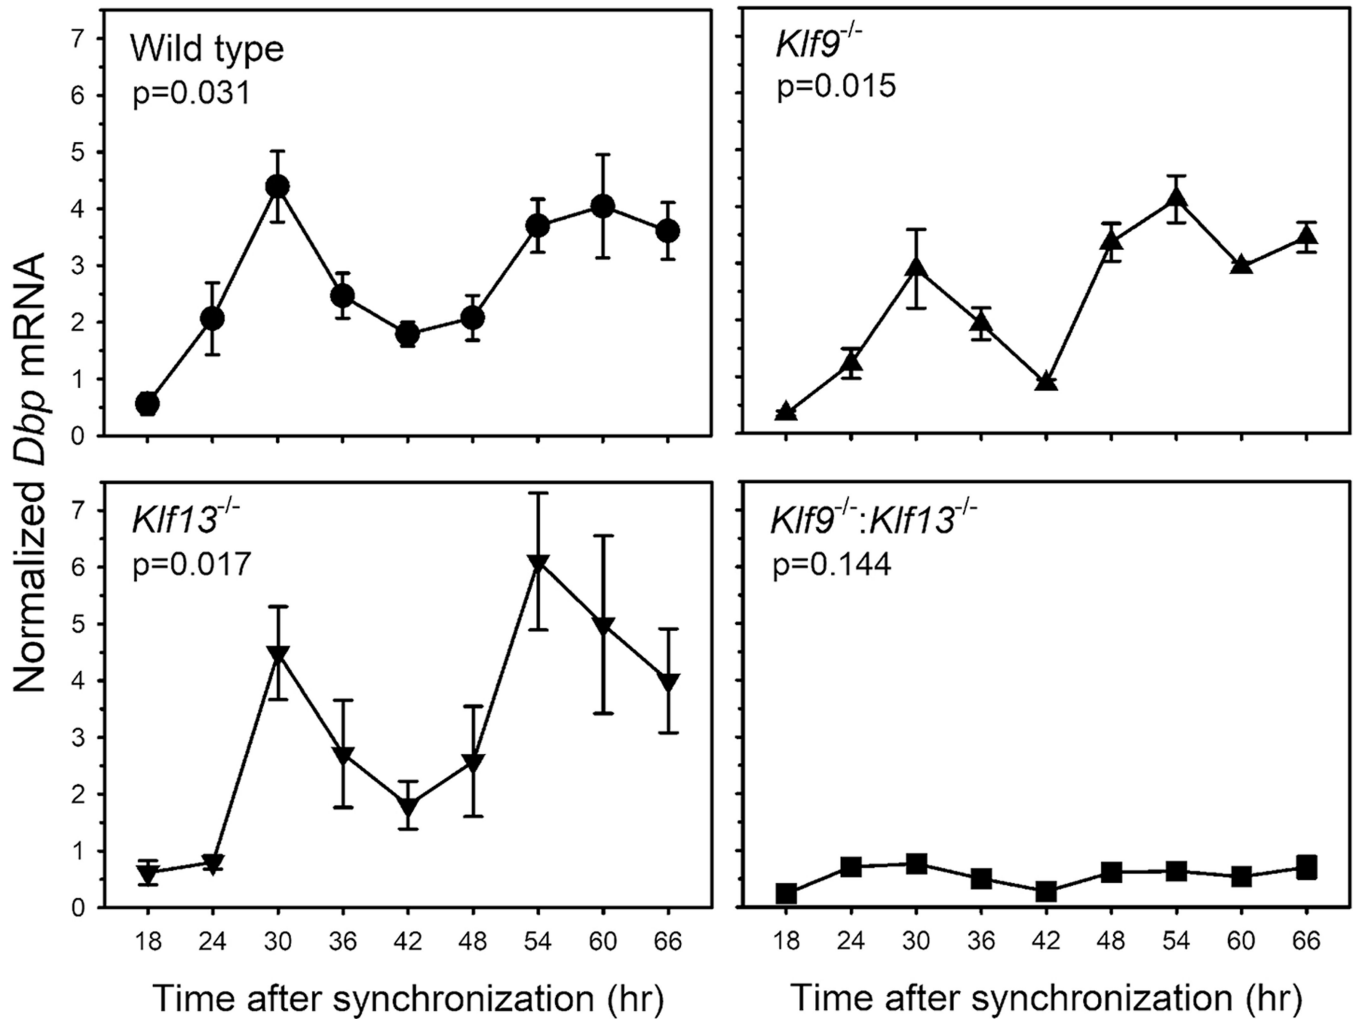 Normalized Dbp mRNA
Wild type
p=0.031
7
6
5
4
3
2
1
0
Klf9-/-
p=0.015
Klf13-/-
p=0.017
7
6
5
4
3
2
1
0
18 24 30 36 42 48 54 60 66
Time after synchronization (hr)
Klf9-/-:Klf13-/-
p=0.144
18 24 30 36 42 48 54 60 66
Time after synchronization (hr)